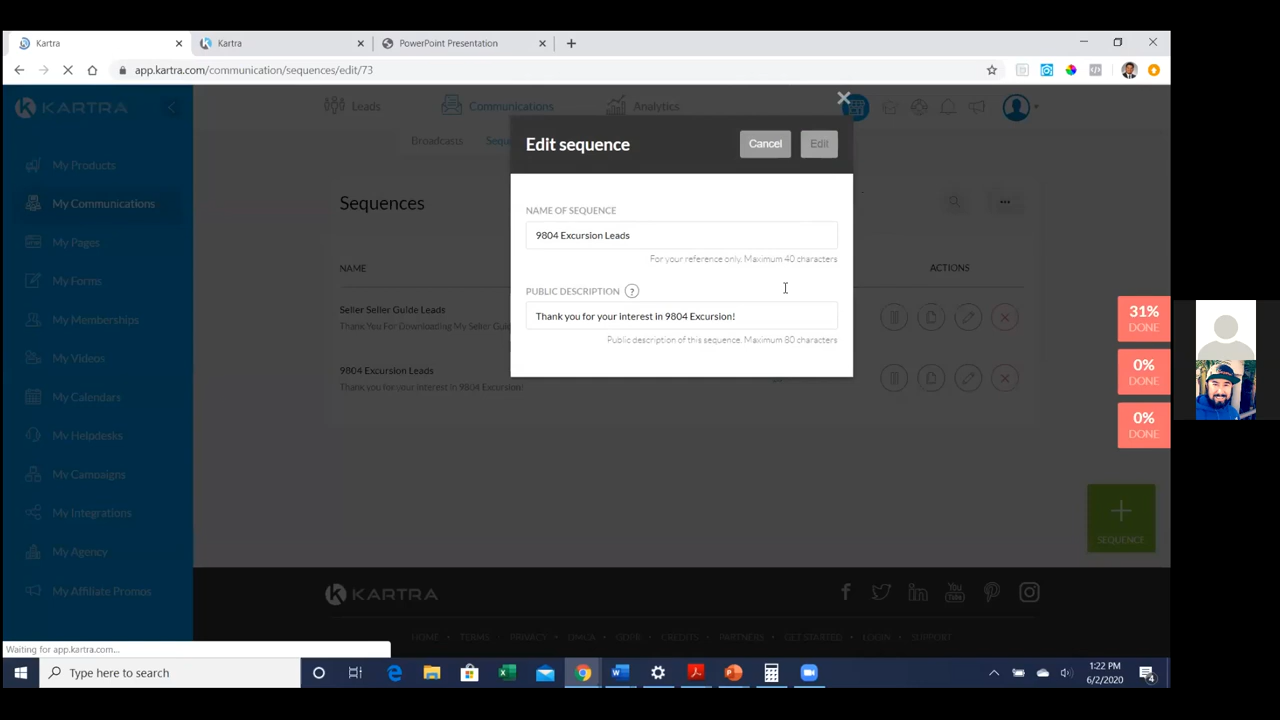 Kartra
Kartra
PowerPoint Presentation
app.kartra.com/communication/sequences/edit/73
KARTRA
Leads
Communications
Analytics
Broadcasts
Sequ
My Products
My Communications
My Pages
My Forms
My Memberships
My Videos
My Calendars
My Helpdesks
My Campaigns
My Integrations
My Agency
My Affiliate Promos
Edit sequence
Cancel
Edit
NAME OF SEQUENCE
9804 Excursion Leads
For your reference only. Maximum 40 characters
PUBLIC DESCRIPTION ?
Thank you for your interest in 9804 Excursion!
Public description of this sequence. Maximum 80 characters
Sequences
NAME
ACTIONS
Seller Seller Guide Leads
Thank You For Downloading My Seller Guid
9804 Excursion Leads
Thank you for your interest in 9804 Excursion!
31%
DONE
0%
DONE
0%
DONE
SEQUENCE
KARTRA
You
Tube
HOME • TERMS • PRIVACY • DMCA • GDPR • CREDITS • PARTNERS • GET STARTED • LOGIN • SUPPORT
Waiting for app.kartra.com...
Type here to search
1:22 PM
6/2/2020
4